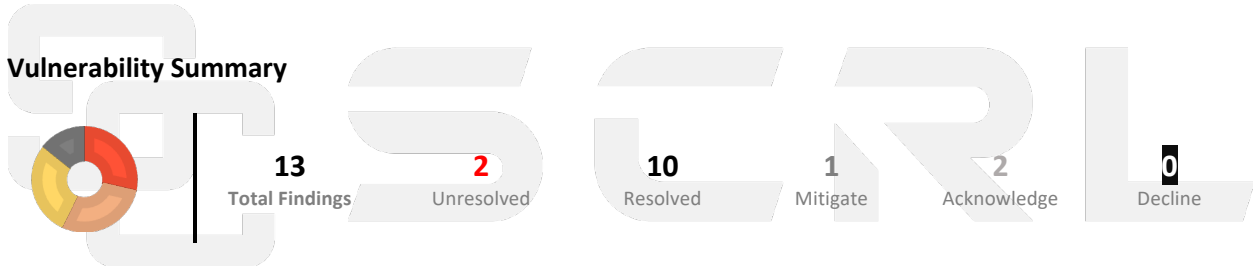 Vulnerability Summary
13 2 10 1 2 0
Total Findings Unresolved Resolved Mitigate Acknowledge Decline
SCRL